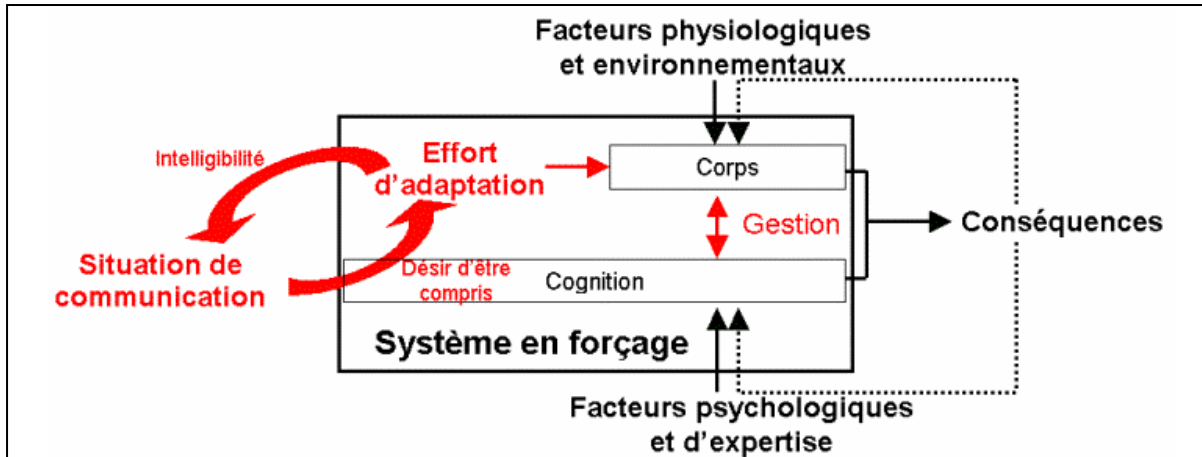 Facteurs physiologiques
et environnementaux
Intelligibilité
Effort
d'adaptation
Corps
Gestion
Conséquences
Situation de
communication
Désir d'être
compris
Cognition
Système en forçage
Facteurs psychologiques
et d'expertise